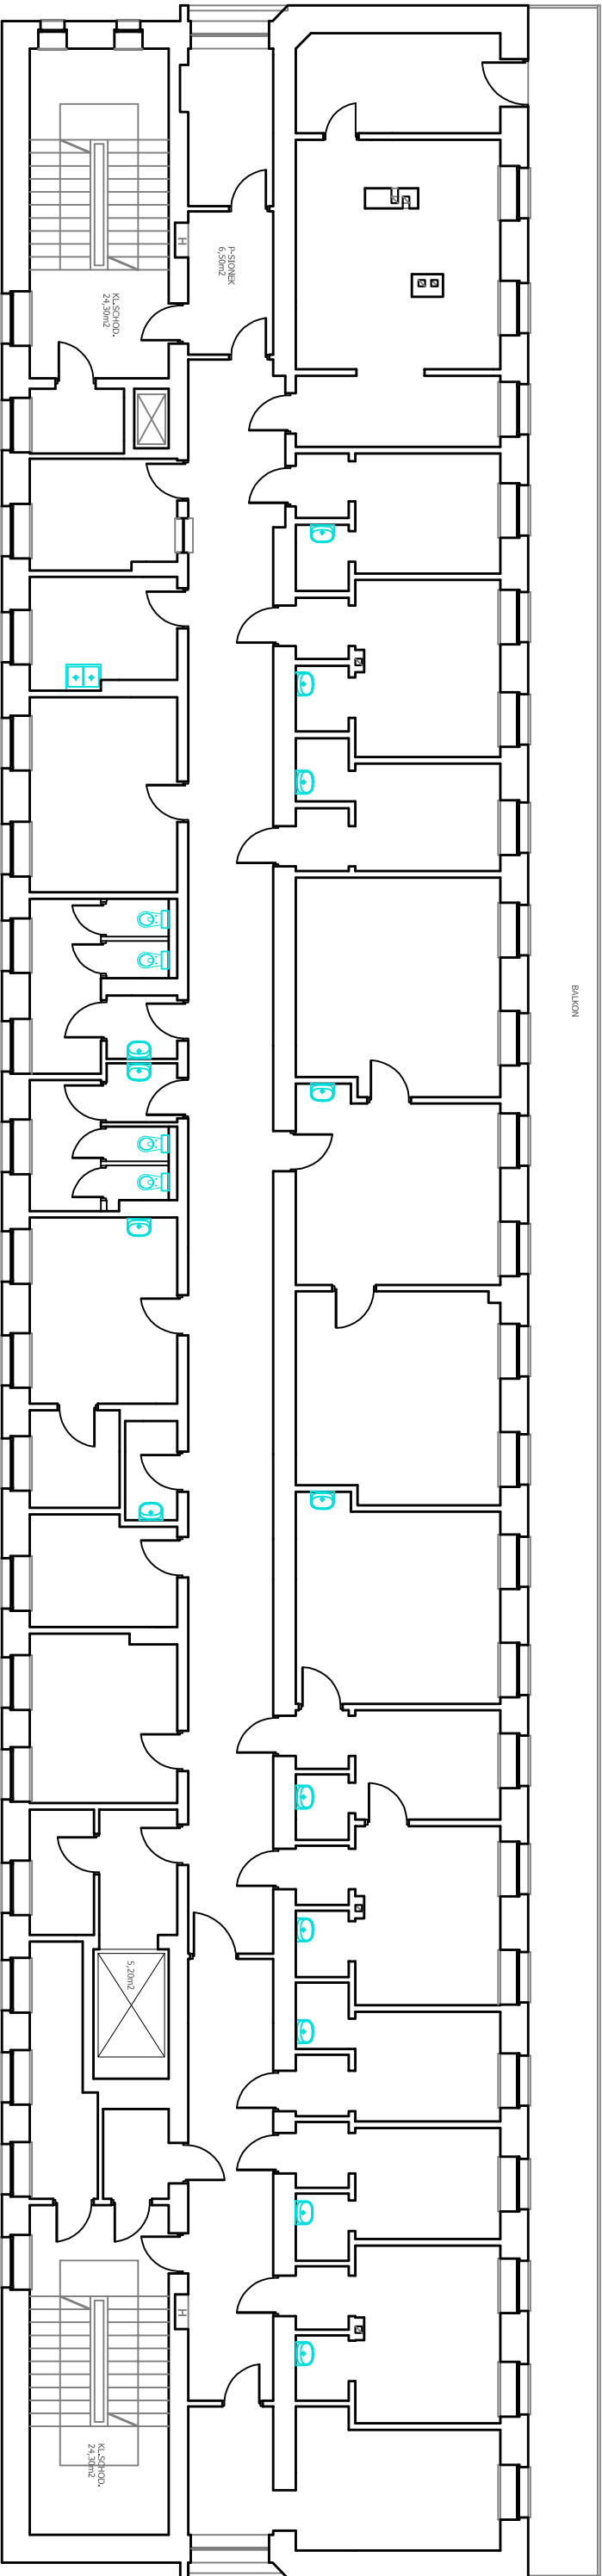 H
P-SIONEK
6,50m2
KL.SCHOD.
24,30m2
BALKON
5,20m2
H
KL.SCHOD.
24,30m2